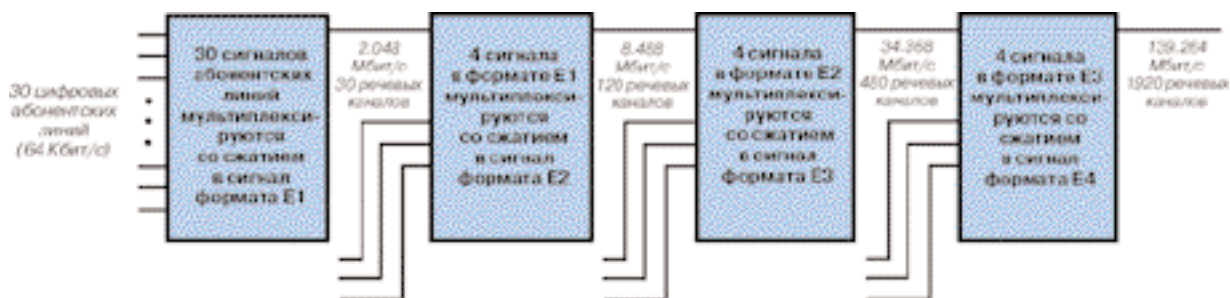 30 цифровых
абонентских
линий
(64 Кбит/с)
30 сигналов
абонентских
линий
мультиплекси-
руются
со сжатием
в сигнал
формата E1
2.048
Мбит/с
30 речевых
каналов
4 сигнала
в формате E1
мультиплекси-
руются
со сжатием
в сигнал
формата E2
8.488
Мбит/с
120 речевых
каналов
4 сигнала
в формате E2
мультиплекси-
руются
со сжатием
в сигнал
формата E3
34.368
Мбит/с
480 речевых
каналов
4 сигнала
в формате E3
мультиплекси-
руются со
сжатием
в сигнал
формата E4
139.264
Мбит/с
1920 речевых
каналов